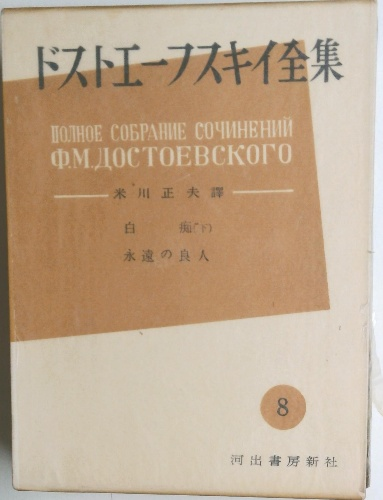 ドストエーフスキイ全集
ПОЛНОЕ СОБРАНИЕ СОЧИНЕНИЙ
Ф.М.ДОСТОЕВСКОГО
米川正夫譯
白痴(下)
永遠の良人
8
河出書房新社